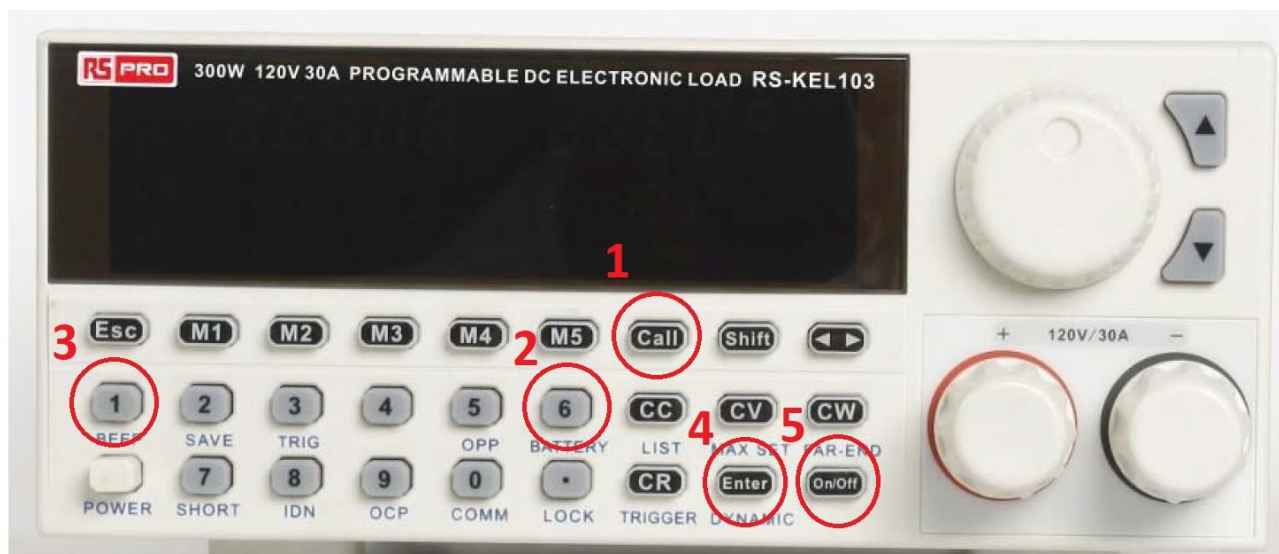 RS PRO 300W 120V 30A PROGRAMMABLE DC ELECTRONIC LOAD RS-KEL103
1
3 Esc M1 M2 M3 M4 2 M5 Call Shift
+ 120V/30A −
1 2 3 4 5 6 CC CV CW
BEEP SAVE TRIG OPP BATTERY LIST 4 MAX SET 5 FAR-END
7 8 9 0 . CR Enter On/Off
POWER SHORT IDN OCP COMM LOCK TRIGGER DYNAMIC